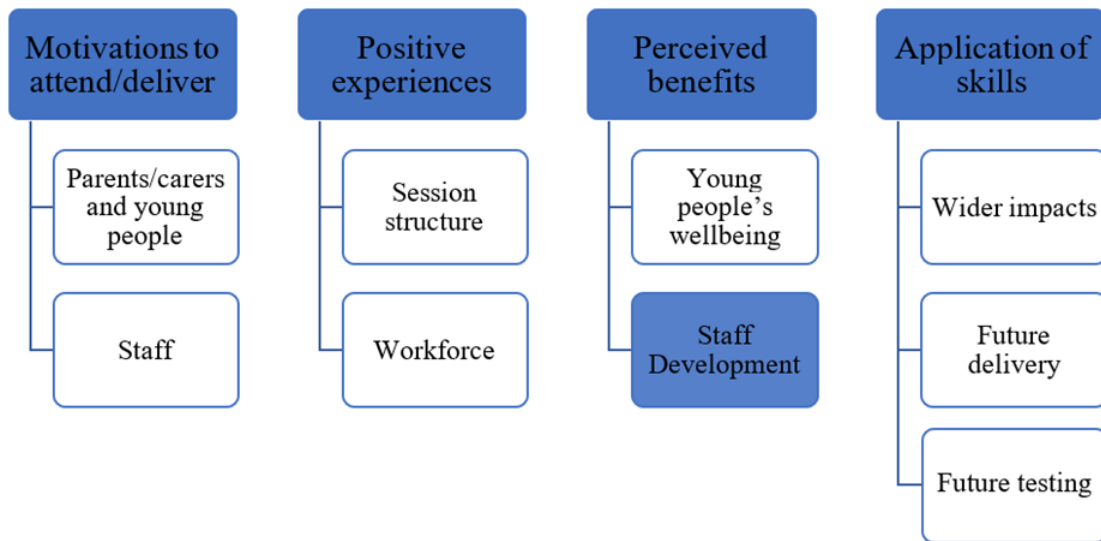 Motivations to
attend/deliver
Parents/carers
and young
people
Staff
Positive
experiences
Session
structure
Workforce
Perceived
benefits
Young
people’s
wellbeing
Staff
Development
Application of
skills
Wider impacts
Future
delivery
Future testing